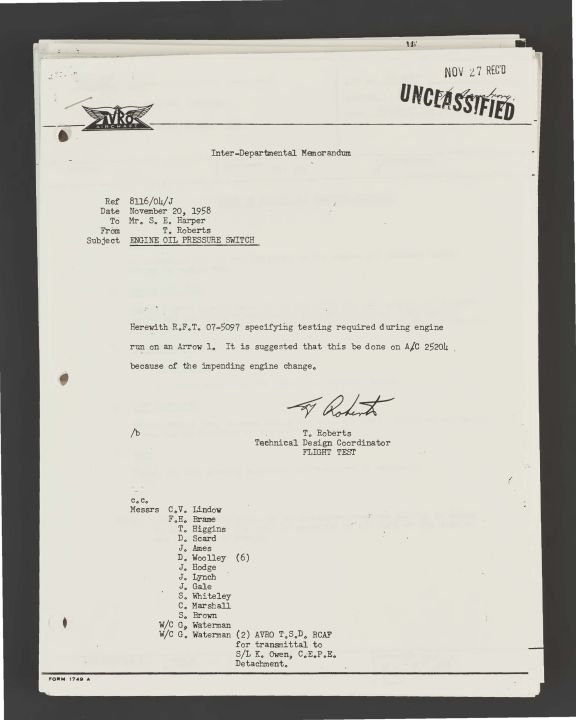 NOV 27 REC'D
UNCLASSIFIED
AVRO
AIRCRAFT
Inter-Departmental Memorandum
Ref 8116/04/J
Date November 20, 1958
To Mr. S. E. Harper
From T. Roberts
Subject ENGINE OIL PRESSURE SWITCH
Herewith R.F.T. 07-5097 specifying testing required during engine
run on an Arrow 1. It is suggested that this be done on A/C 25204
because of the impending engine change.
T Roberts
/b T. Roberts
Technical Design Coordinator
FLIGHT TEST
c.c.
Messrs C.V. Lindow
F.H. Brame
T. Higgins
D. Scard
J. Ames
D. Woolley (6)
J. Hodge
J. Lynch
J. Gale
S. Whiteley
C. Marshall
S. Brown
W/C G. Waterman
W/C G. Waterman (2) AVRO T.S.D. RCAF
for transmittal to
S/L K. Owen, C.E.P.E.
Detachment.
FORM 1749 A